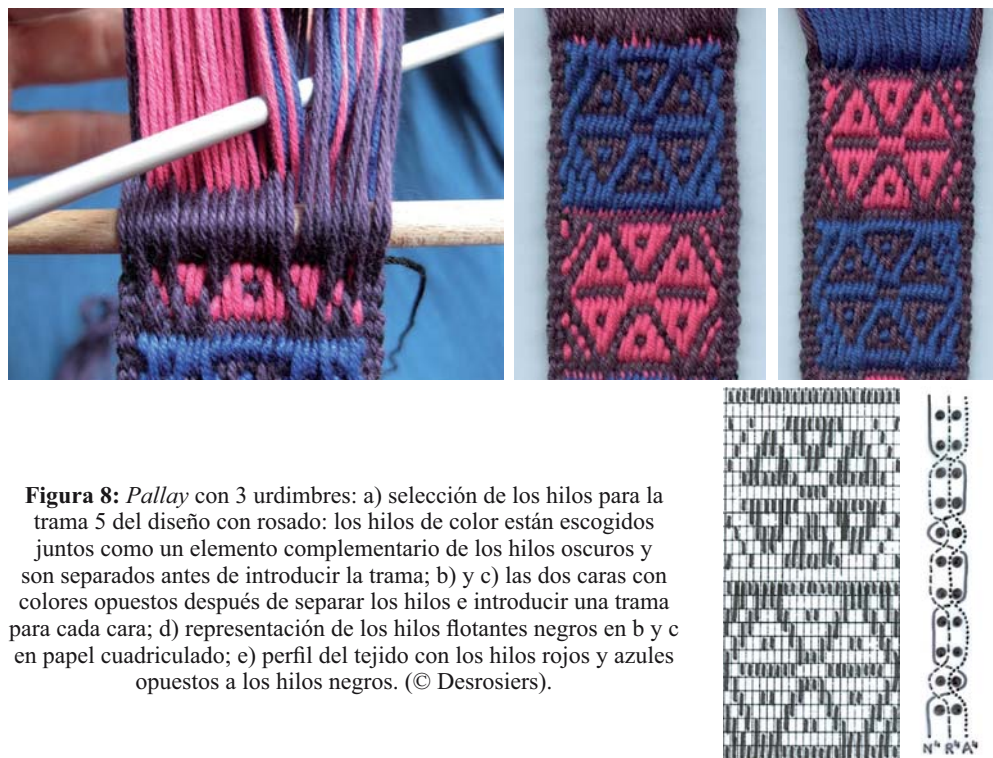 Figura 8: Pallay con 3 urdimbres: a) selección de los hilos para la
trama 5 del diseño con rosado: los hilos de color están escogidos
juntos como un elemento complementario de los hilos oscuros y
son separados antes de introducir la trama; b) y c) las dos caras con
colores opuestos después de separar los hilos e introducir una trama
para cada cara; d) representación de los hilos flotantes negros en b y c
en papel cuadriculado; e) perfil del tejido con los hilos rojos y azules
opuestos a los hilos negros. (© Desrosiers).